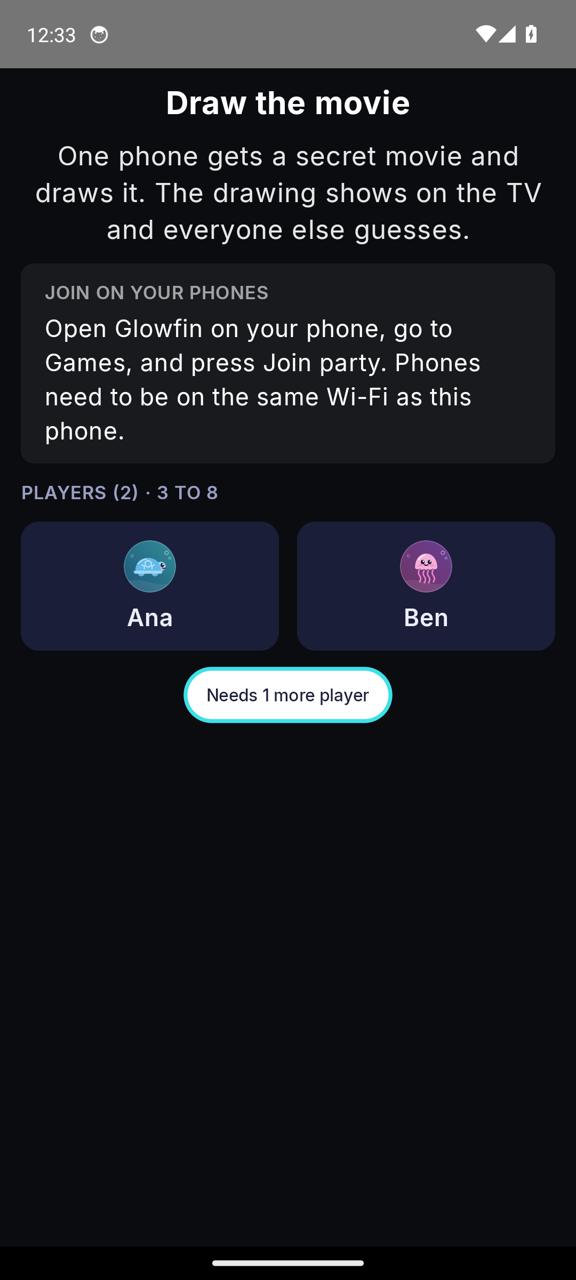 12:33
Draw the movie
One phone gets a secret movie and
draws it. The drawing shows on the TV
and everyone else guesses.
JOIN ON YOUR PHONES
Open Glowfin on your phone, go to
Games, and press Join party. Phones
need to be on the same Wi-Fi as this
phone.
PLAYERS (2) · 3 TO 8
Ana
Ben
Needs 1 more player